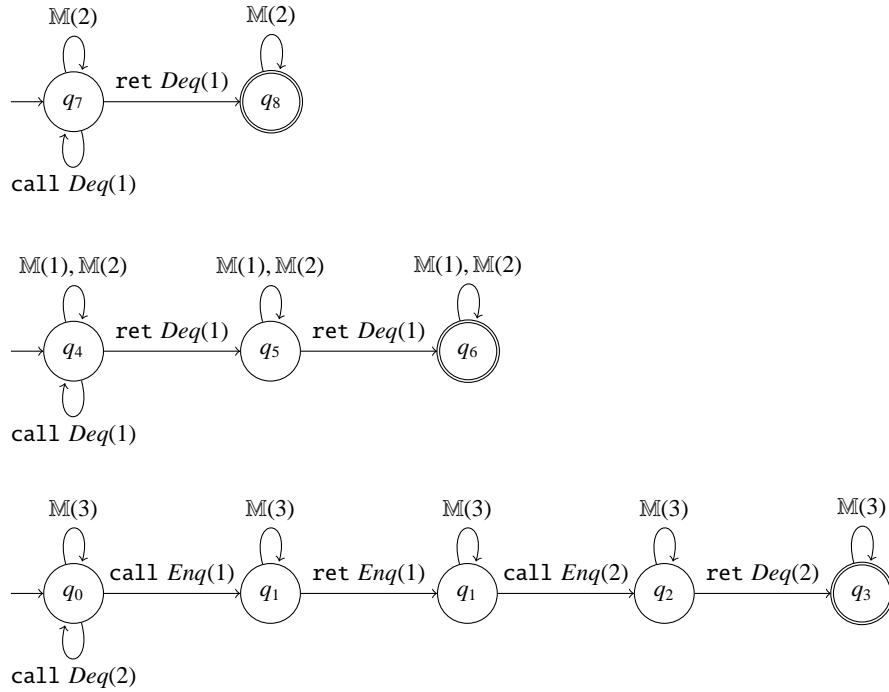 𝕄(2) 𝕄(2)
q7 ret Deq(1) q8
call Deq(1)
𝕄(1), 𝕄(2) 𝕄(1), 𝕄(2) 𝕄(1), 𝕄(2)
q4 ret Deq(1) q5 ret Deq(1) q6
call Deq(1)
𝕄(3) 𝕄(3) 𝕄(3) 𝕄(3) 𝕄(3)
q0 call Enq(1) q1 ret Enq(1) q1 call Enq(2) q2 ret Deq(2) q3
call Deq(2)